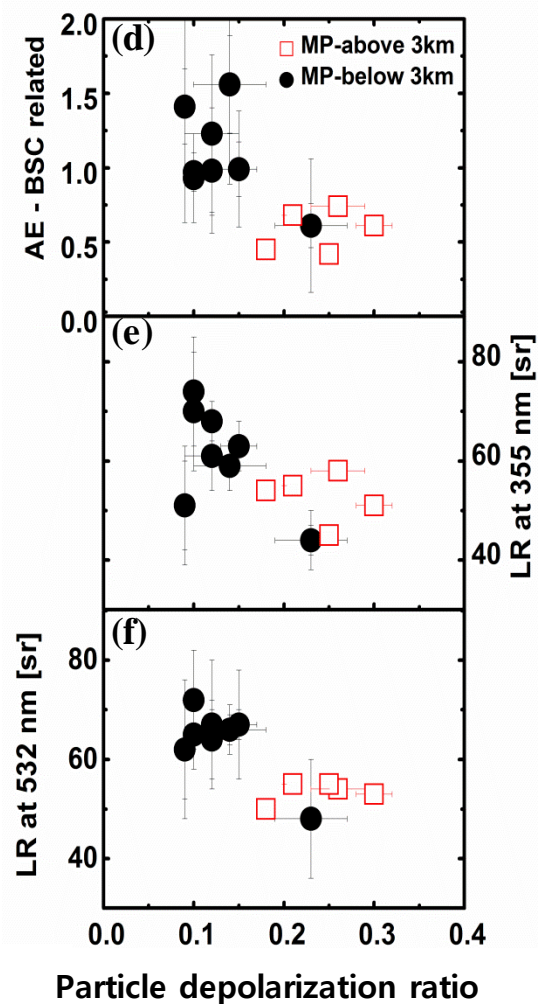 (d)
MP-above 3km
MP-below 3km
2.0
1.5
1.0
0.5
0.0
AE - BSC related
(e)
80
60
40
LR at 355 nm [sr]
(f)
80
60
40
LR at 532 nm [sr]
0.0 0.1 0.2 0.3 0.4
Particle depolarization ratio